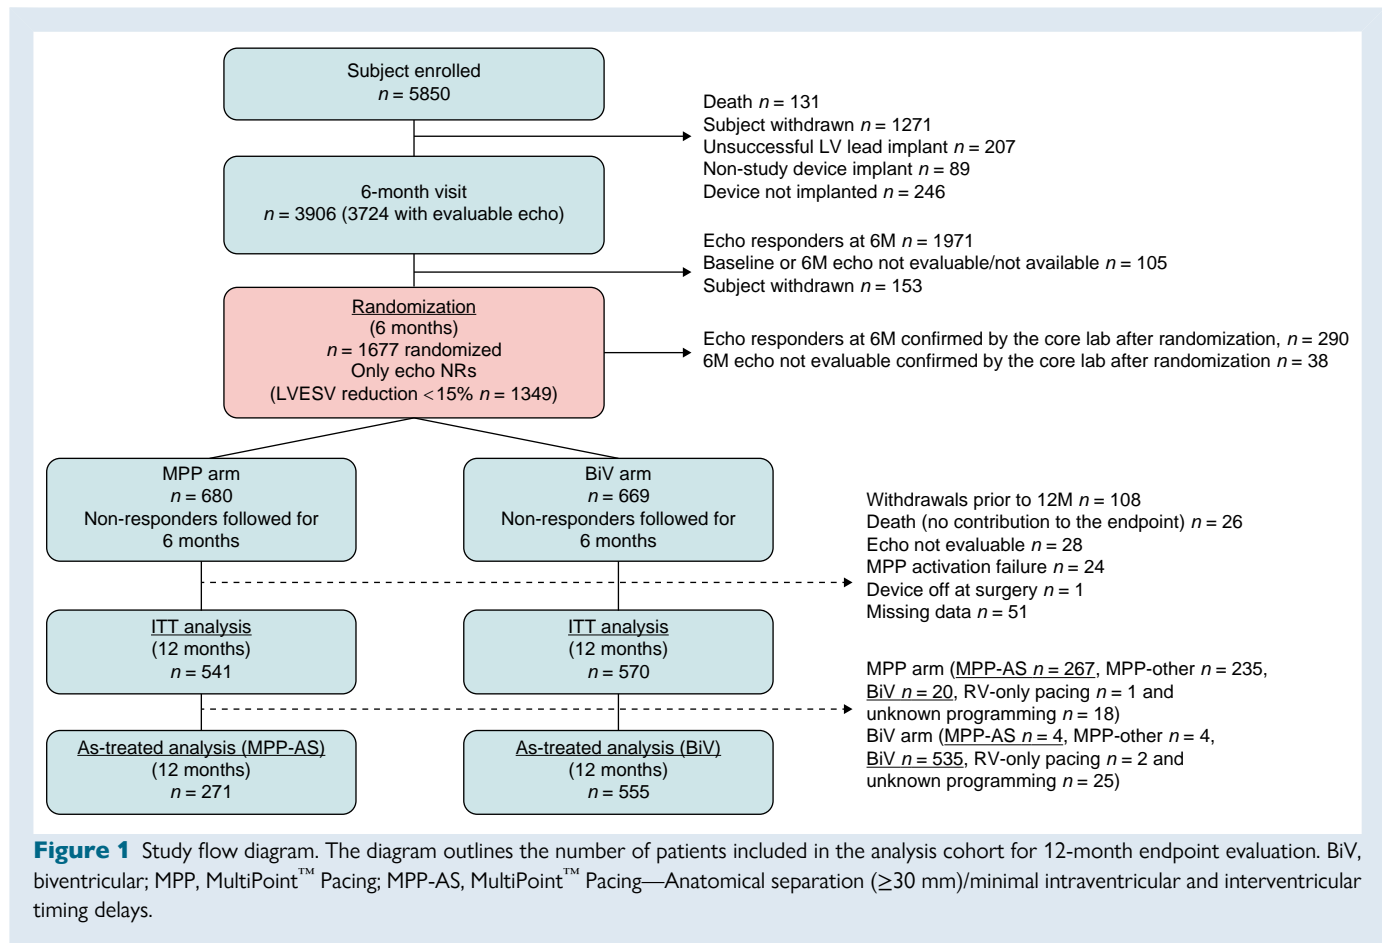 Subject enrolled
n = 5850
Death n = 131
Subject withdrawn n = 1271
Unsuccessful LV lead implant n = 207
Non-study device implant n = 89
Device not implanted n = 246
6-month visit
n = 3906 (3724 with evaluable echo)
Echo responders at 6M n = 1971
Baseline or 6M echo not evaluable/not available n = 105
Subject withdrawn n = 153
Randomization
(6 months)
n = 1677 randomized
Only echo NRs
(LVESV reduction <15% n = 1349)
Echo responders at 6M confirmed by the core lab after randomization, n = 290
6M echo not evaluable confirmed by the core lab after randomization n = 38
MPP arm
n = 680
Non-responders followed for
6 months
BiV arm
n = 669
Non-responders followed for
6 months
Withdrawals prior to 12M n = 108
Death (no contribution to the endpoint) n = 26
Echo not evaluable n = 28
MPP activation failure n = 24
Device off at surgery n = 1
Missing data n = 51
ITT analysis
(12 months)
n = 541
ITT analysis
(12 months)
n = 570
MPP arm (MPP-AS n = 267, MPP-other n = 235,
BiV n = 20, RV-only pacing n = 1 and
unknown programming n = 18)
BiV arm (MPP-AS n = 4, MPP-other n = 4,
BiV n = 535, RV-only pacing n = 2 and
unknown programming n = 25)
As-treated analysis (MPP-AS)
(12 months)
n = 271
As-treated analysis (BiV)
(12 months)
n = 555
Figure 1 Study flow diagram. The diagram outlines the number of patients included in the analysis cohort for 12-month endpoint evaluation. BiV,
biventricular; MPP, MultiPoint™ Pacing; MPP-AS, MultiPoint™ Pacing—Anatomical separation (≥30 mm)/minimal intraventricular and interventricular
timing delays.